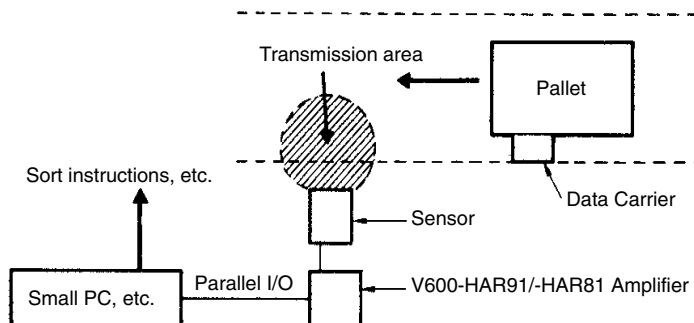 Transmission area
Pallet
Sort instructions, etc.
Data Carrier
Sensor
Parallel I/O
V600-HAR91/-HAR81 Amplifier
Small PC, etc.